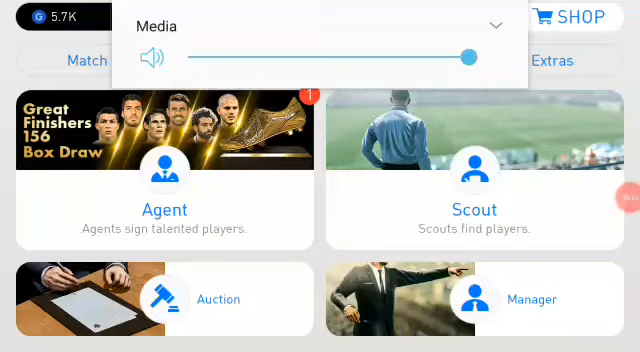 G 5.7K
Media
SHOP
Match
Extras
1
Great
Finishers
156
Box Draw
Agent
Agents sign talented players.
Scout
Scouts find players.
Auction
Manager